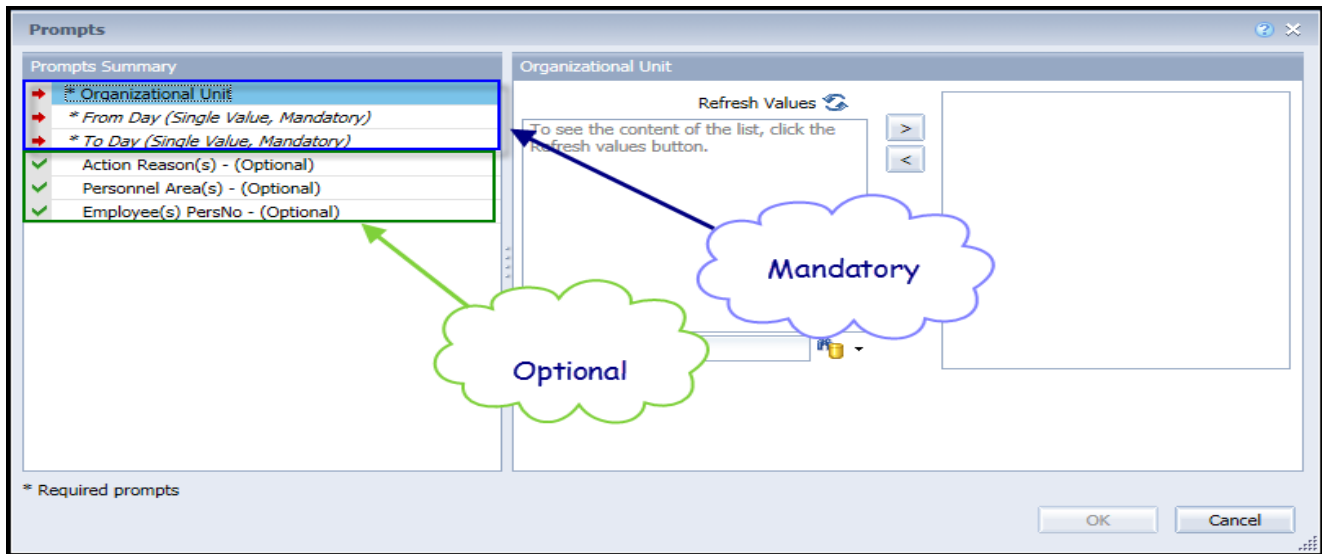 Prompts
Prompts Summary
* Organizational Unit
* From Day (Single Value, Mandatory)
* To Day (Single Value, Mandatory)
Action Reason(s) - (Optional)
Personnel Area(s) - (Optional)
Employee(s) PersNo - (Optional)
Organizational Unit
Refresh Values
To see the content of the list, click the
Refresh values button.
>
<
Mandatory
Optional
* Required prompts
OK
Cancel